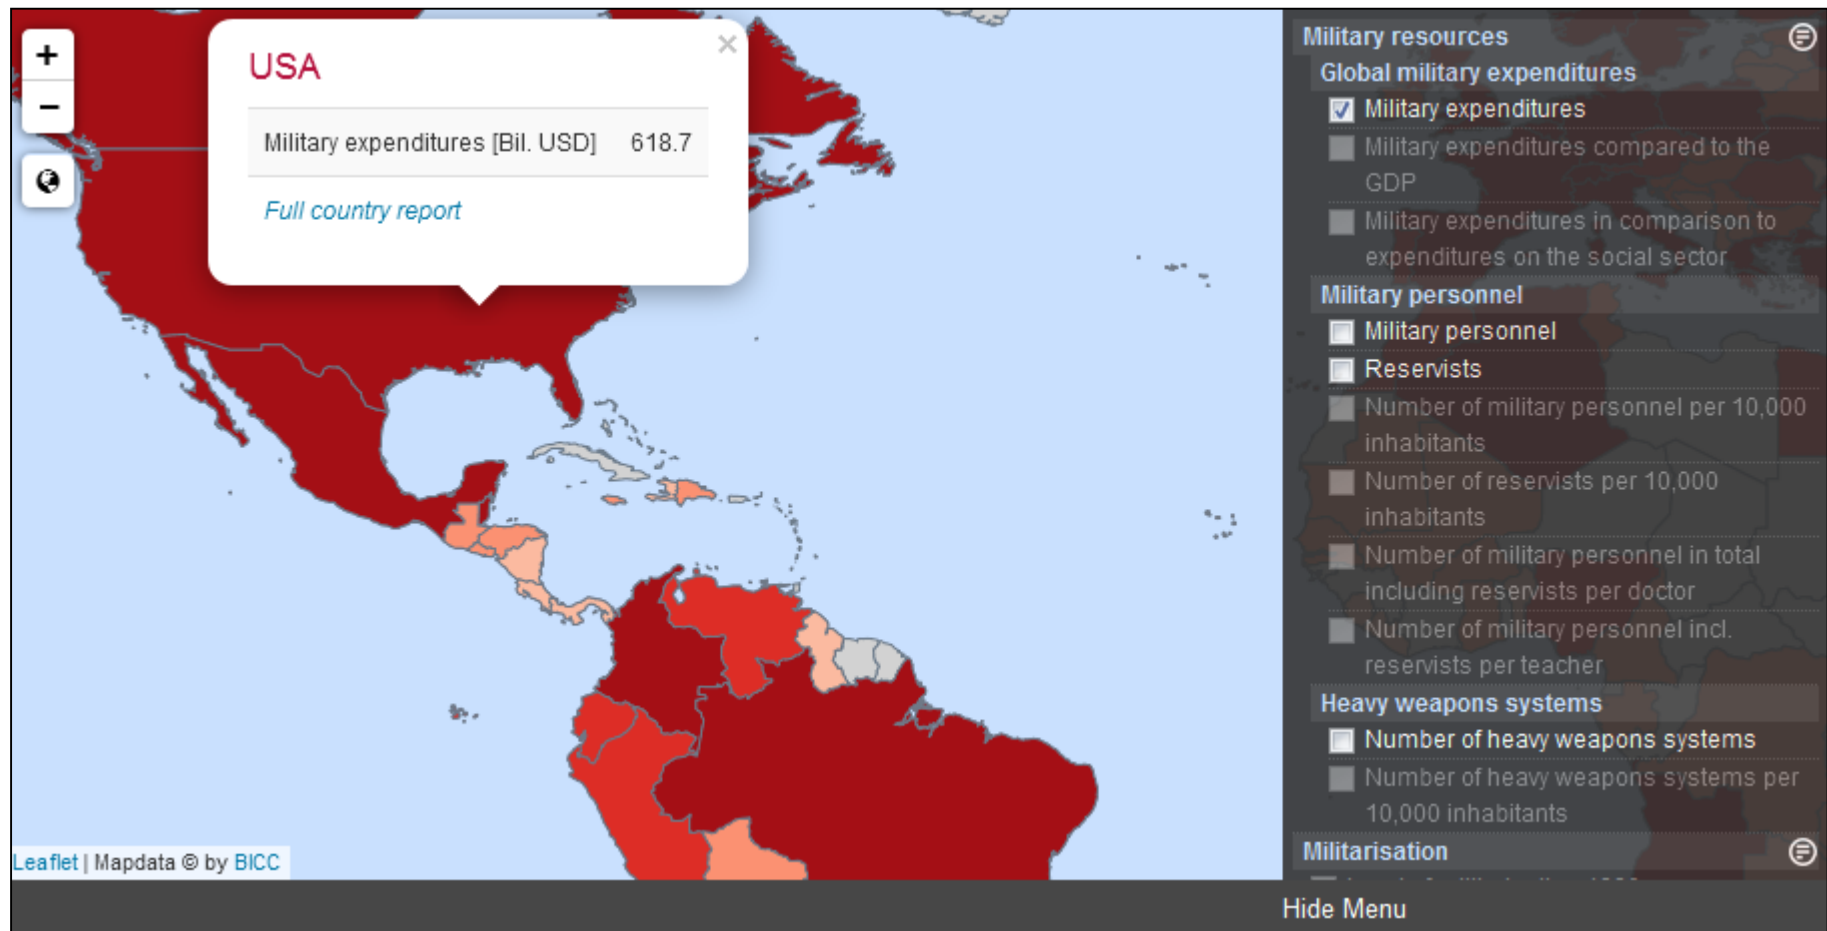 +
−
USA
×
Military expenditures [Bil. USD] 618.7
Full country report
Leaflet | Mapdata © by BICC
Military resources
Global military expenditures
Military expenditures
Military expenditures compared to the
GDP
Military expenditures in comparison to
expenditures on the social sector
Military personnel
Military personnel
Reservists
Number of military personnel per 10,000
inhabitants
Number of reservists per 10,000
inhabitants
Number of military personnel in total
including reservists per doctor
Number of military personnel incl.
reservists per teacher
Heavy weapons systems
Number of heavy weapons systems
Number of heavy weapons systems per
10,000 inhabitants
Militarisation
Hide Menu